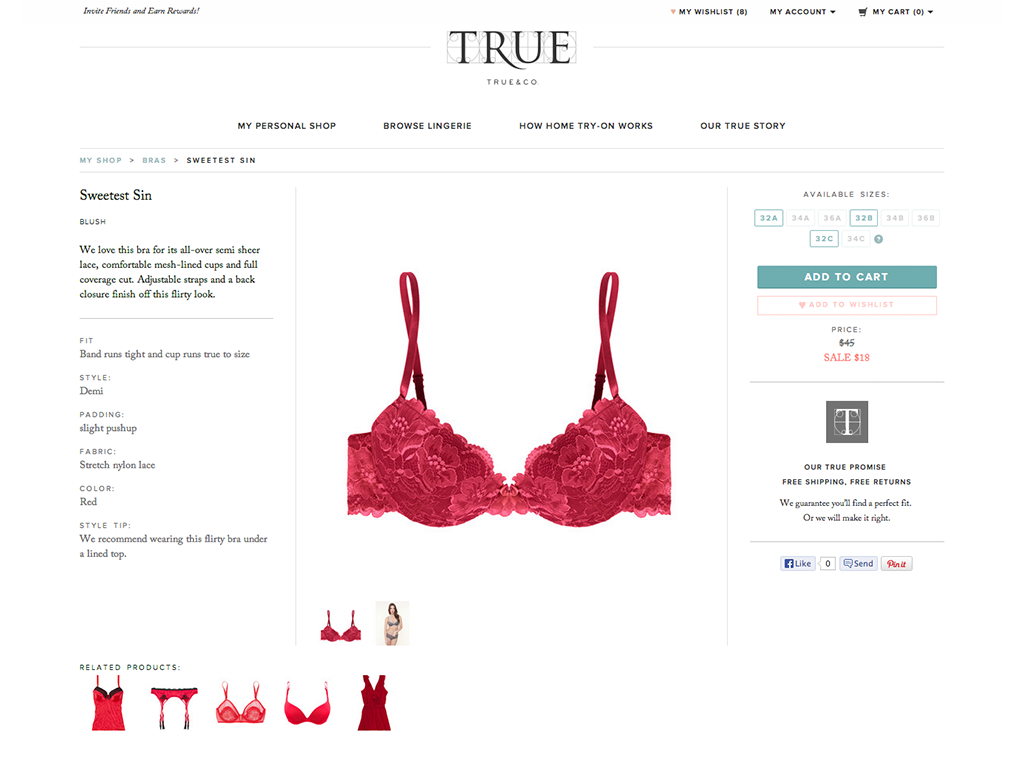 Invite Friends and Earn Rewards!
♥ MY WISHLIST (8) MY ACCOUNT MY CART (0)
TRUE
TRUE&CO.
MY PERSONAL SHOP BROWSE LINGERIE HOW HOME TRY-ON WORKS OUR TRUE STORY
MY SHOP > BRAS > SWEETEST SIN
Sweetest Sin
BLUSH
We love this bra for its all-over semi sheer
lace, comfortable mesh-lined cups and full
coverage cut. Adjustable straps and a back
closure finish off this flirty look.
FIT
Band runs tight and cup runs true to size
STYLE:
Demi
PADDING:
slight pushup
FABRIC:
Stretch nylon lace
COLOR:
Red
STYLE TIP:
We recommend wearing this flirty bra under
a lined top.
AVAILABLE SIZES:
32A 34A 36A 32B 34B 36B
32C 34C ?
ADD TO CART
♥ ADD TO WISHLIST
PRICE:
$45
SALE $18
T
OUR TRUE PROMISE
FREE SHIPPING, FREE RETURNS
We guarantee you'll find a perfect fit.
Or we will make it right.
Like 0 Send Pin it
RELATED PRODUCTS: